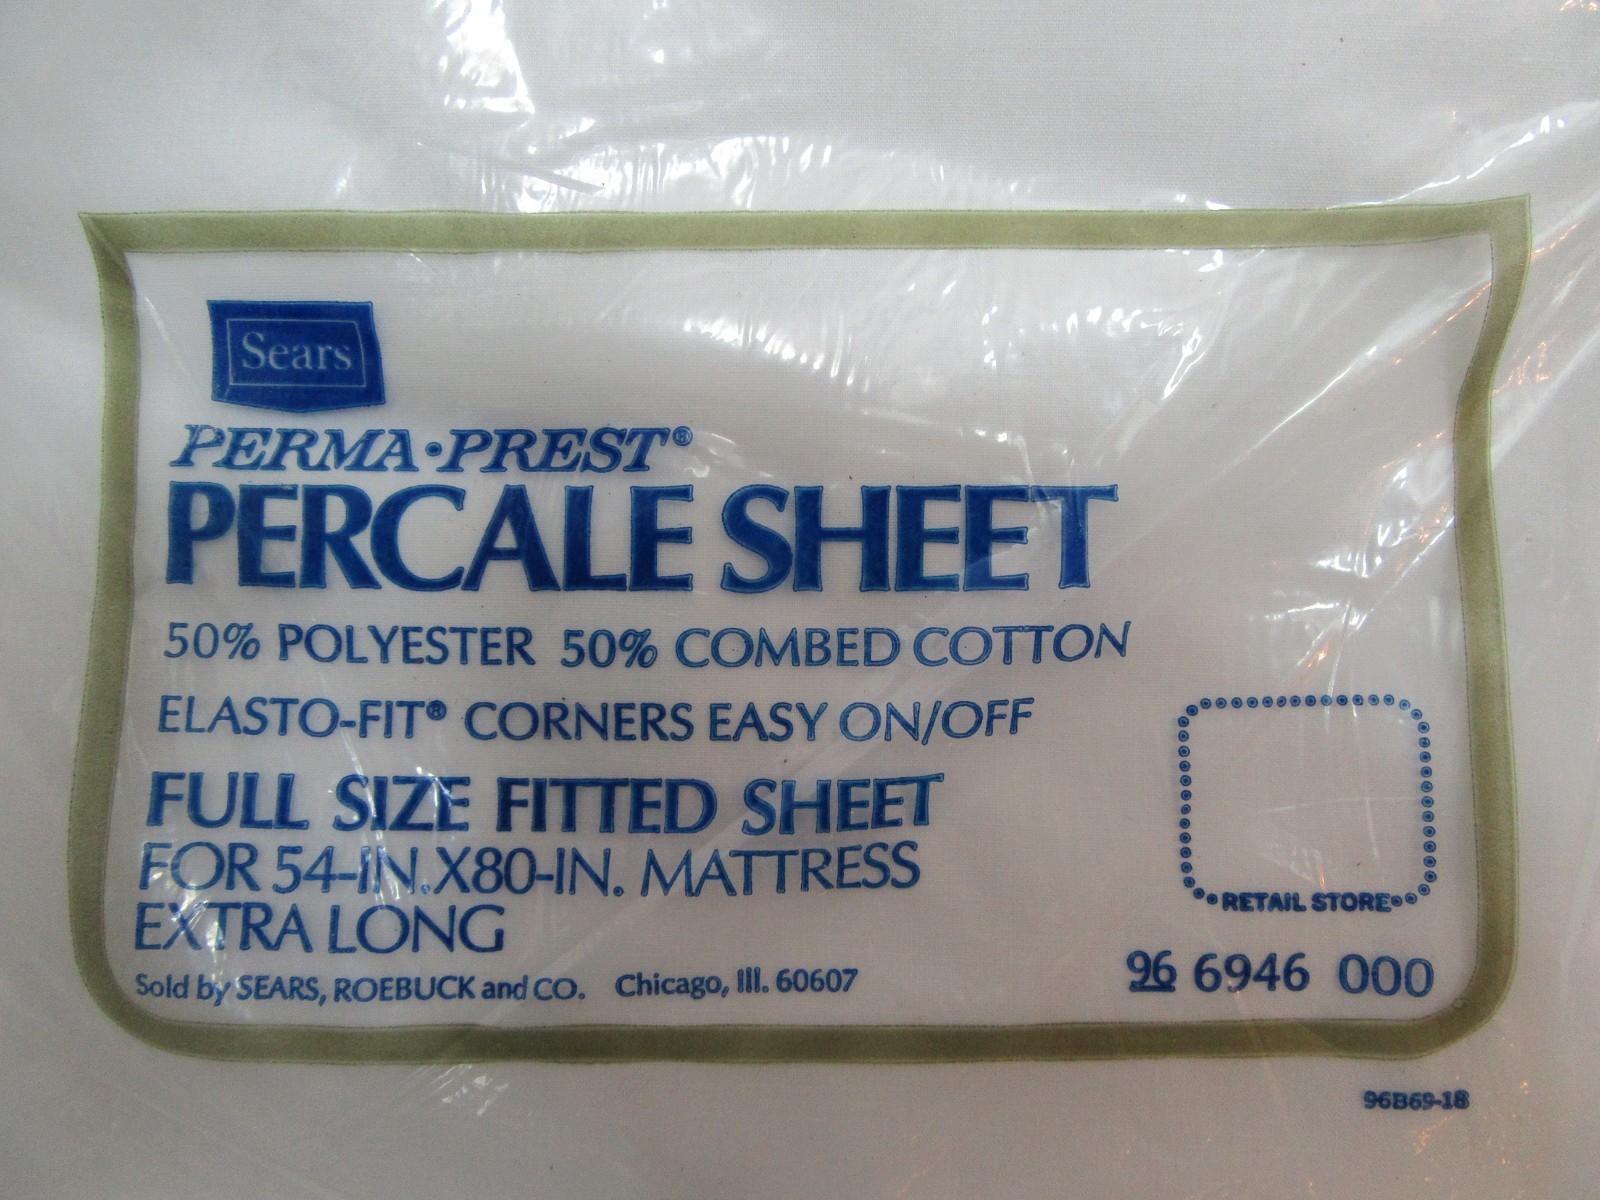 Sears
PERMA•PREST®
PERCALE SHEET
50% POLYESTER 50% COMBED COTTON
ELASTO-FIT® CORNERS EASY ON/OFF
FULL SIZE FITTED SHEET
FOR 54-IN.X80-IN. MATTRESS
EXTRA LONG
Sold by SEARS, ROEBUCK and CO. Chicago, Ill. 60607
RETAIL STORE
96 6946 000
96B69-18